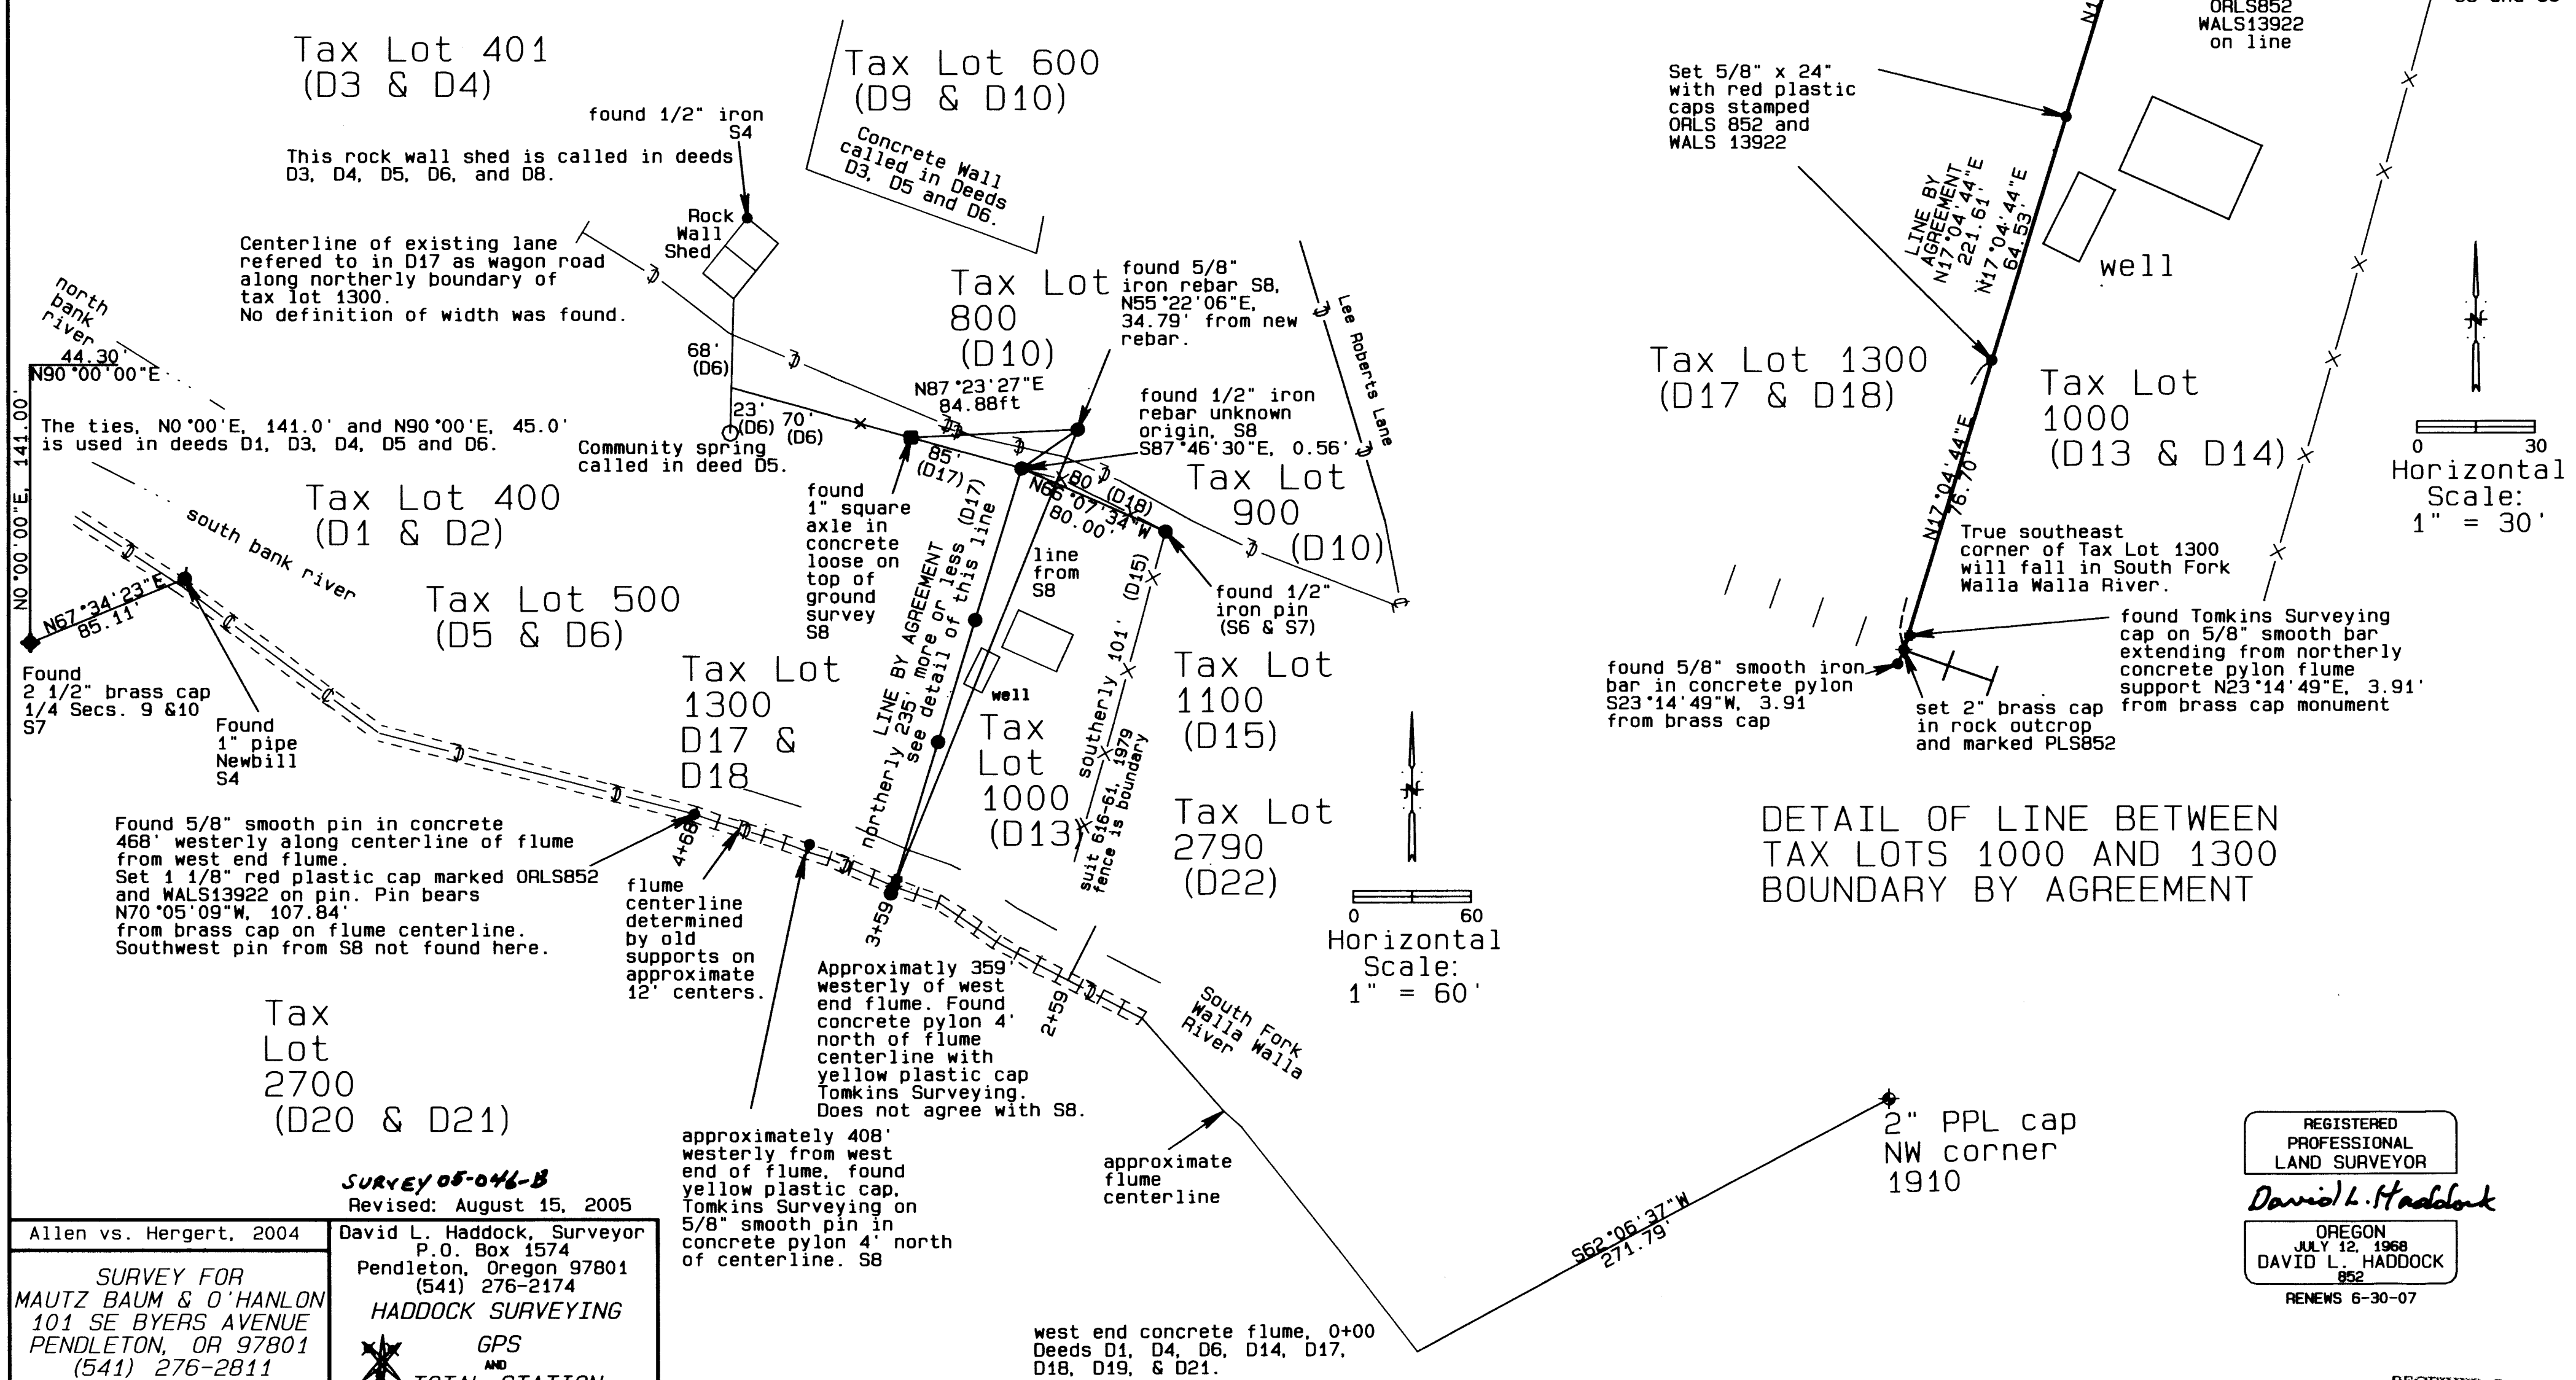 Tax Lot 401
(D3 & D4)
Tax Lot 600
(D9 & D10)
found 1/2" iron
S4
This rock wall shed is called in deeds
D3, D4, D5, D6, and D8.
Concrete Wall
called in Deeds
D3, D5 and D6.
Rock
Wall
Shed
Centerline of existing lane
refered to in D17 as wagon road
along northerly boundary of
tax lot 1300.
No definition of width was found.
north
bank
river
44.30'
N90°00'00"E
N0°00'00"E, 141.00'
The ties, N0°00'E, 141.0' and N90°00'E, 45.0'
is used in deeds D1, D3, D4, D5 and D6.
68'
(D6)
23'
(D6)
70'
(D6)
Community spring
called in deed D5.
Tax Lot
800
(D10)
found 5/8"
iron rebar S8,
N55°22'06"E,
34.79' from new
rebar.
N87°23'27"E
84.88ft
found 1/2" iron
rebar unknown
origin, S8
S87°46'30"E, 0.56'
Lee Roberts Lane
85'
(D17)
80' (D18)
N66°07'34"W
80.00'
Tax Lot
900
(D10)
Tax Lot 400
(D1 & D2)
south bank river
N67°34'23"E
85.11'
Tax Lot 500
(D5 & D6)
found
1" square
axle in
concrete
loose on
top of
ground
survey
S8
LINE BY AGREEMENT
northerly 235' more or less (D17)
see detail of this line
line
from
S8
found 1/2"
iron pin
(S6 & S7)
southerly 101' (D15)
Found
2 1/2" brass cap
1/4 Secs. 9 &10
S7
Found
1" pipe
Newbill
S4
Tax Lot
1300
D17 &
D18
well
Tax
Lot
1000
(D13)
Tax Lot
1100
(D15)
suit 616-61, 1979
fence is boundary
Tax Lot
2790
(D22)
Found 5/8" smooth pin in concrete
468' westerly along centerline of flume
from west end flume.
Set 1 1/8" red plastic cap marked ORLS852
and WALS13922 on pin. Pin bears
N70°05'09"W, 107.84'
from brass cap on flume centerline.
Southwest pin from S8 not found here.
4+68
3+59
2+59
flume
centerline
determined
by old
supports on
approximate
12' centers.
Approximatly 359'
westerly of west
end flume. Found
concrete pylon 4'
north of flume
centerline with
yellow plastic cap
Tomkins Surveying.
Does not agree with S8.
approximately 408'
westerly from west
end of flume, found
yellow plastic cap,
Tomkins Surveying on
5/8" smooth pin in
concrete pylon 4' north
of centerline. S8
South Fork
Walla Walla
River
approximate
flume
centerline
N
0 60
Horizontal
Scale:
1" = 60'
Tax
Lot
2700
(D20 & D21)
west end concrete flume, 0+00
Deeds D1, D4, D6, D14, D17,
D18, D19, & D21.
S62°06'37"W
271.79'
2" PPL cap
NW corner
1910
ORLS852
WALS13922
on line
Set 5/8" x 24"
with red plastic
caps stamped
ORLS 852 and
WALS 13922
LINE BY
AGREEMENT
N17°04'44"E
221.61'
N17°04'44"E
64.53'
well
Tax Lot 1300
(D17 & D18)
Tax Lot
1000
(D13 & D14)
N
0 30
Horizontal
Scale:
1" = 30'
N17°04'44"E
76.70'
True southeast
corner of Tax Lot 1300
will fall in South Fork
Walla Walla River.
found 5/8" smooth iron
bar in concrete pylon
S23°14'49"W, 3.91
from brass cap
set 2" brass cap
in rock outcrop
and marked PLS852
found Tomkins Surveying
cap on 5/8" smooth bar
extending from northerly
concrete pylon flume
support N23°14'49"E, 3.91'
from brass cap monument
DETAIL OF LINE BETWEEN
TAX LOTS 1000 AND 1300
BOUNDARY BY AGREEMENT
SURVEY 05-046-B
Revised: August 15, 2005
Allen vs. Hergert, 2004
SURVEY FOR
MAUTZ BAUM & O'HANLON
101 SE BYERS AVENUE
PENDLETON, OR 97801
(541) 276-2811
David L. Haddock, Surveyor
P.O. Box 1574
Pendleton, Oregon 97801
(541) 276-2174
HADDOCK SURVEYING
GPS
AND
TOTAL STATION
REGISTERED
PROFESSIONAL
LAND SURVEYOR
David L. Haddock
OREGON
JULY 12, 1968
DAVID L. HADDOCK
852
RENEWS 6-30-07